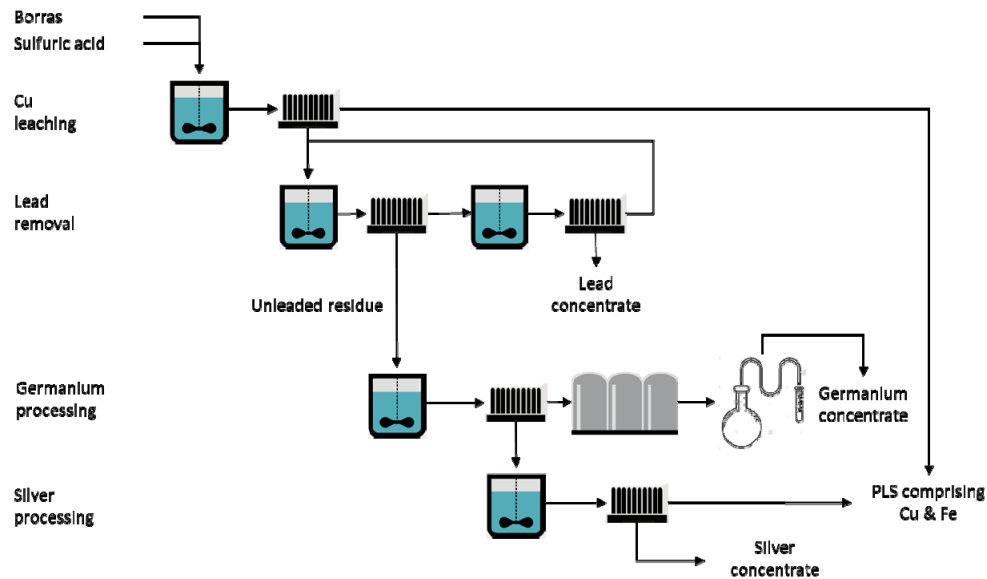 Borras
Sulfuric acid
Cu
leaching
Lead
removal
Lead
concentrate
Unleaded residue
Germanium
processing
Germanium
concentrate
Silver
processing
PLS comprising
Cu & Fe
Silver
concentrate